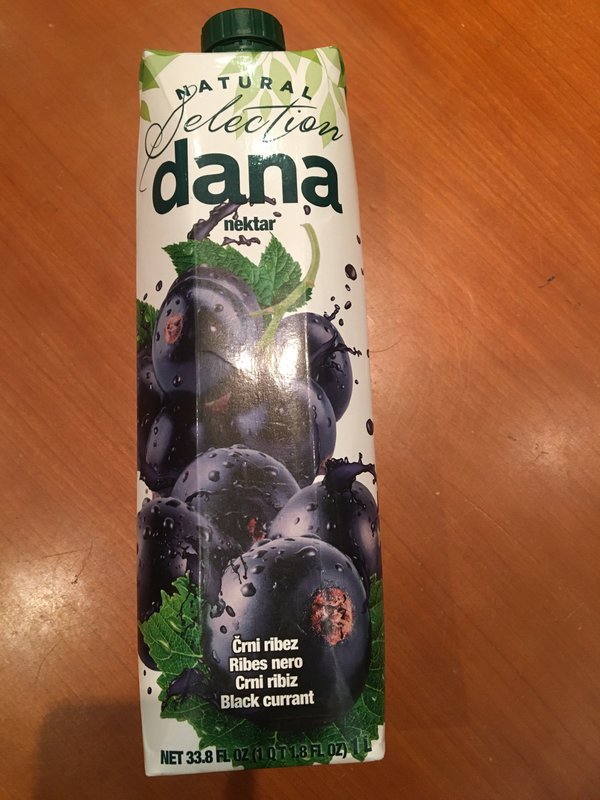 NATURAL
Selection
dana
nektar
Črni ribez
Ribes nero
Crni ribiz
Black currant
NET 33.8 FL OZ (1 QT 1.8 FL OZ) 1 L